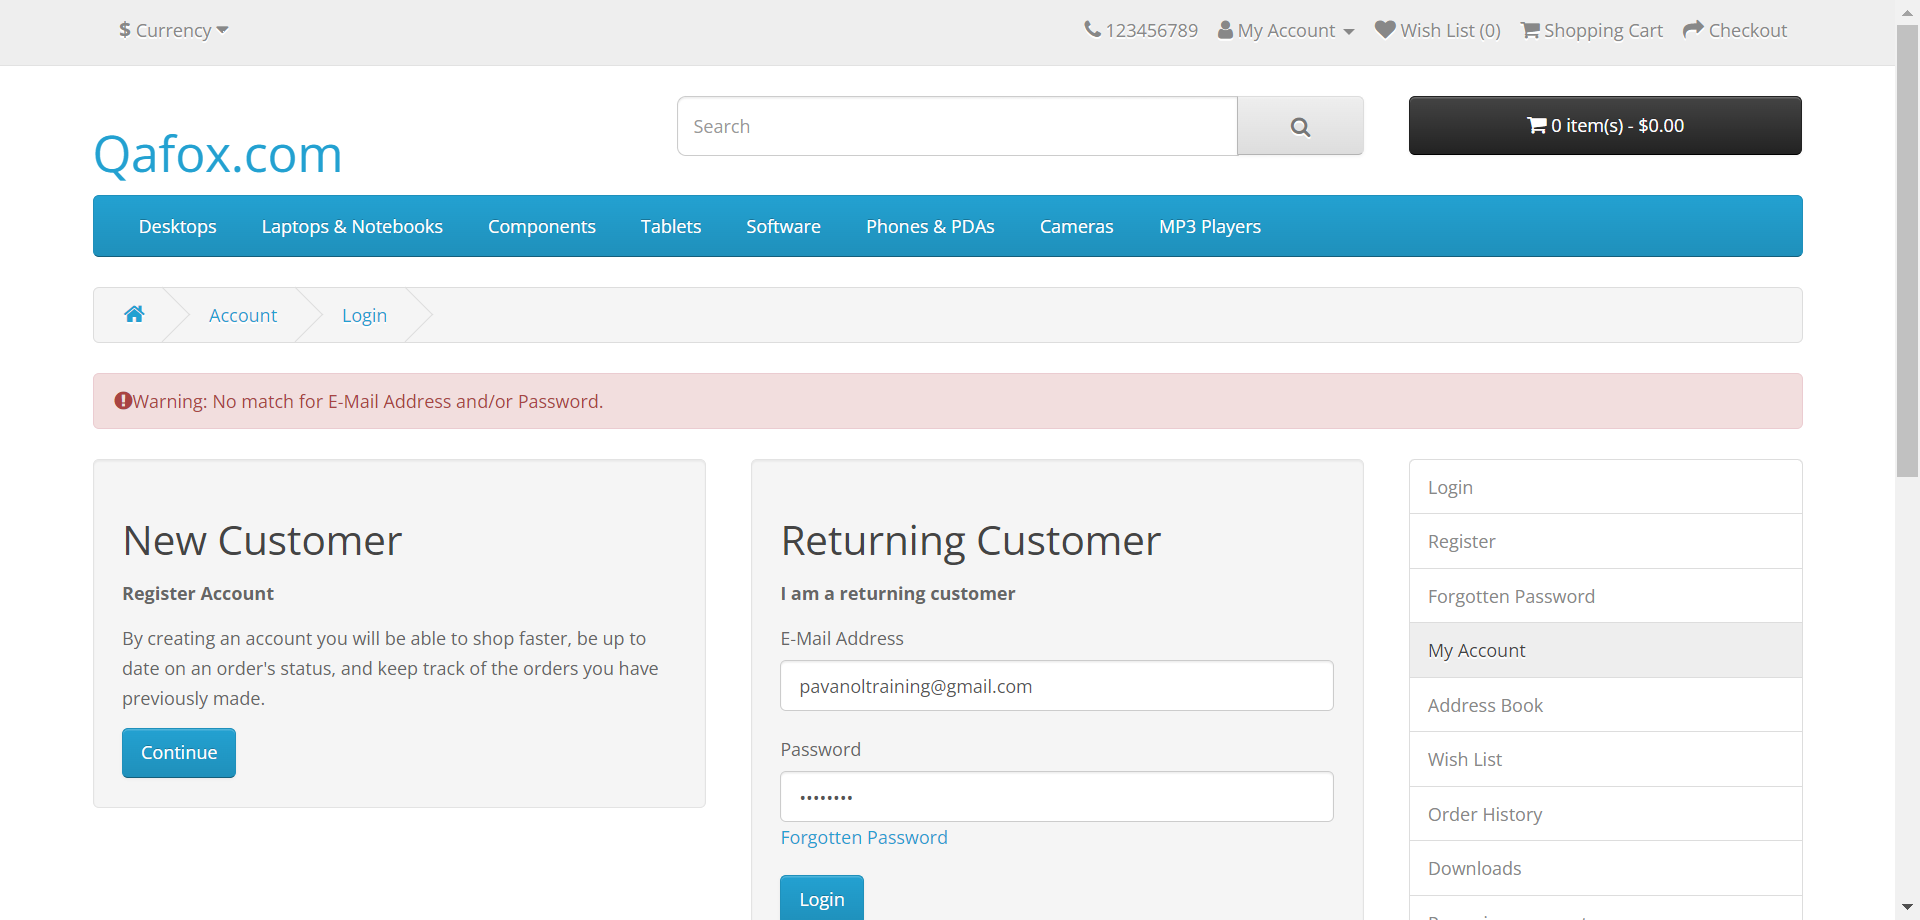 $ Currency
123456789 My Account Wish List (0) Shopping Cart Checkout
Qafox.com
Search
0 item(s) - $0.00
Desktops Laptops & Notebooks Components Tablets Software Phones & PDAs Cameras MP3 Players
Account Login
Warning: No match for E-Mail Address and/or Password.
New Customer
Register Account
By creating an account you will be able to shop faster, be up to
date on an order's status, and keep track of the orders you have
previously made.
Continue
Returning Customer
I am a returning customer
E-Mail Address
pavanoltraining@gmail.com
Password
••••••••
Forgotten Password
Login
Login
Register
Forgotten Password
My Account
Address Book
Wish List
Order History
Downloads